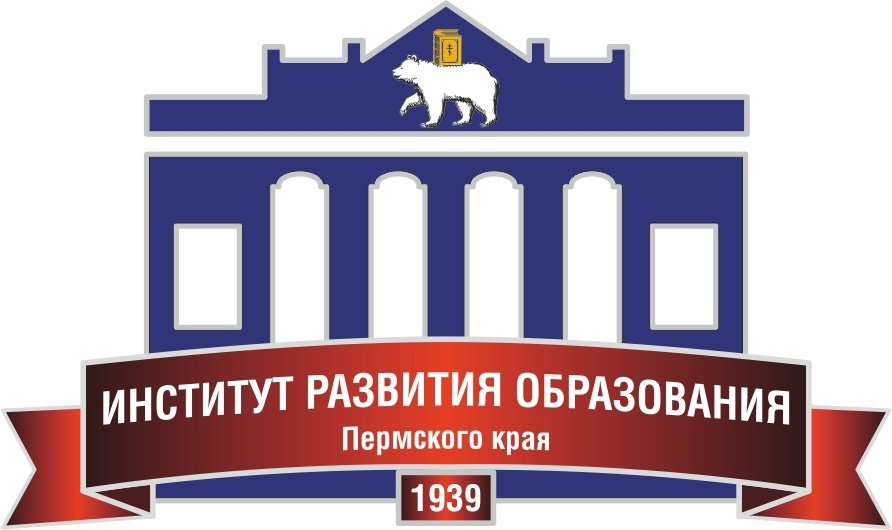 ИНСТИТУТ РАЗВИТИЯ ОБРАЗОВАНИЯ
Пермского края
1939